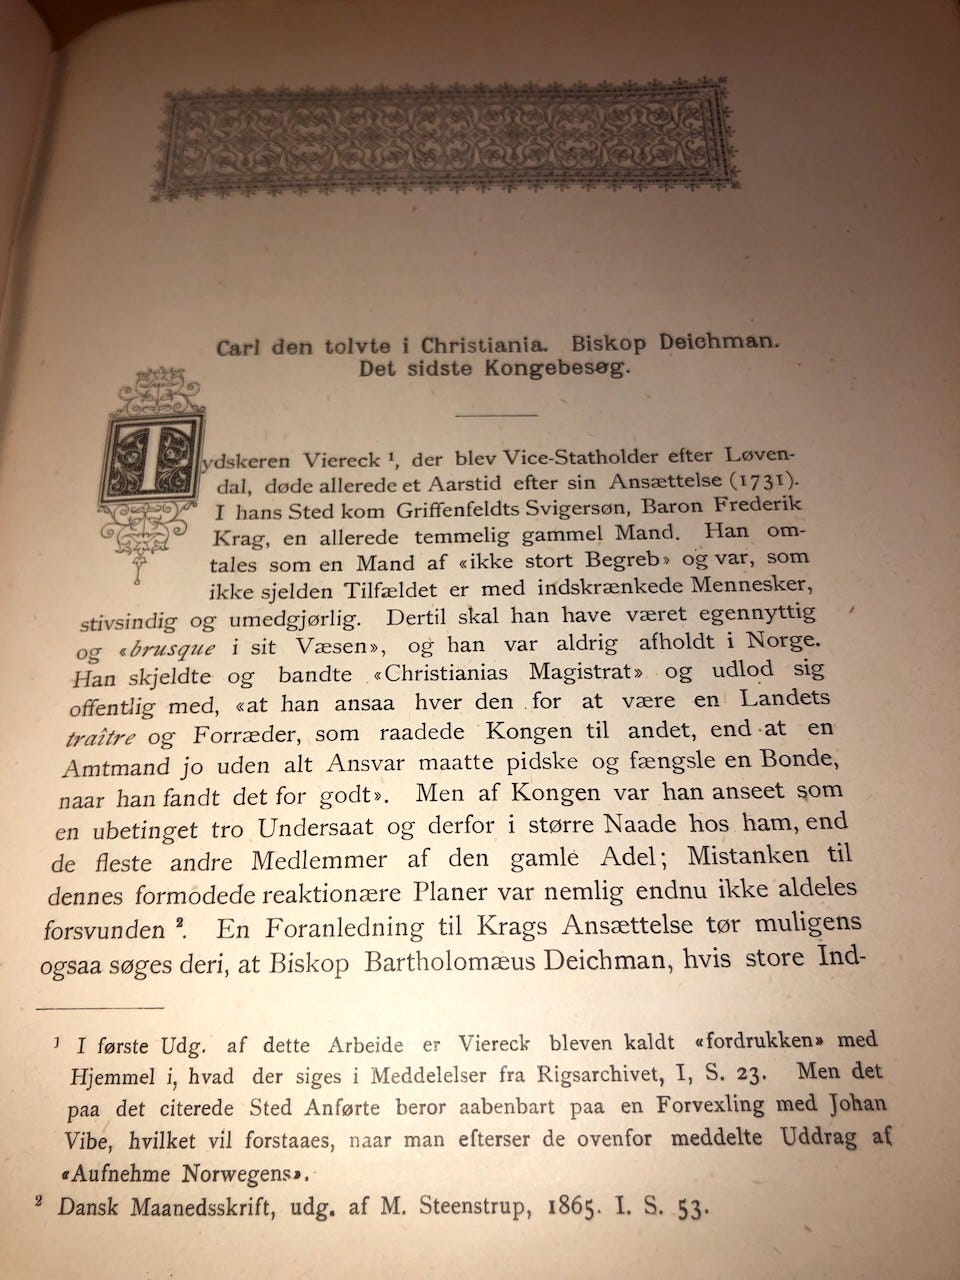 Carl den tolvte i Christiania. Biskop Deichman.
Det sidste Kongebesøg.
Tydskeren Viereck ¹, der blev Vice-Statholder efter Løven-
dal, døde allerede et Aarstid efter sin Ansættelse (1731).
I hans Sted kom Griffenfeldts Svigersøn, Baron Frederik
Krag, en allerede temmelig gammel Mand. Han om-
tales som en Mand af «ikke stort Begreb» og var, som
ikke sjelden Tilfældet er med indskrænkede Mennesker,
stivsindig og umedgjørlig. Dertil skal han have været egennyttig
og «brusque i sit Væsen», og han var aldrig afholdt i Norge.
Han skjeldte og bandte «Christianias Magistrat» og udlod sig
offentlig med, «at han ansaa hver den for at være en Landets
traître og Forræder, som raadede Kongen til andet, end at en
Amtmand jo uden alt Ansvar maatte pidske og fængsle en Bonde,
naar han fandt det for godt». Men af Kongen var han anseet som
en ubetinget tro Undersaat og derfor i større Naade hos ham, end
de fleste andre Medlemmer af den gamle Adel; Mistanken til
dennes formodede reaktionære Planer var nemlig endnu ikke aldeles
forsvunden ². En Foranledning til Krags Ansættelse tør muligens
ogsaa søges deri, at Biskop Bartholomæus Deichman, hvis store Ind-
¹ I første Udg. af dette Arbeide er Viereck bleven kaldt «fordrukken» med
Hjemmel i, hvad der siges i Meddelelser fra Rigsarchivet, I, S. 23. Men det
paa det citerede Sted Anførte beror aabenbart paa en Forvexling med Johan
Vibe, hvilket vil forstaaes, naar man efterser de ovenfor meddelte Uddrag af
«Aufnehme Norwegens».
² Dansk Maanedsskrift, udg. af M. Steenstrup, 1865. I. S. 53.